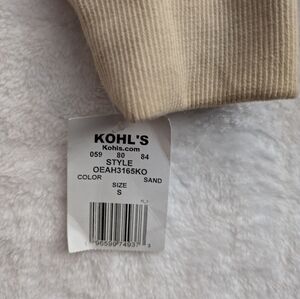 KOHL'S
Kohls.com
059 80 84
STYLE
OEAH3165KO
COLOR SAND
SIZE
S